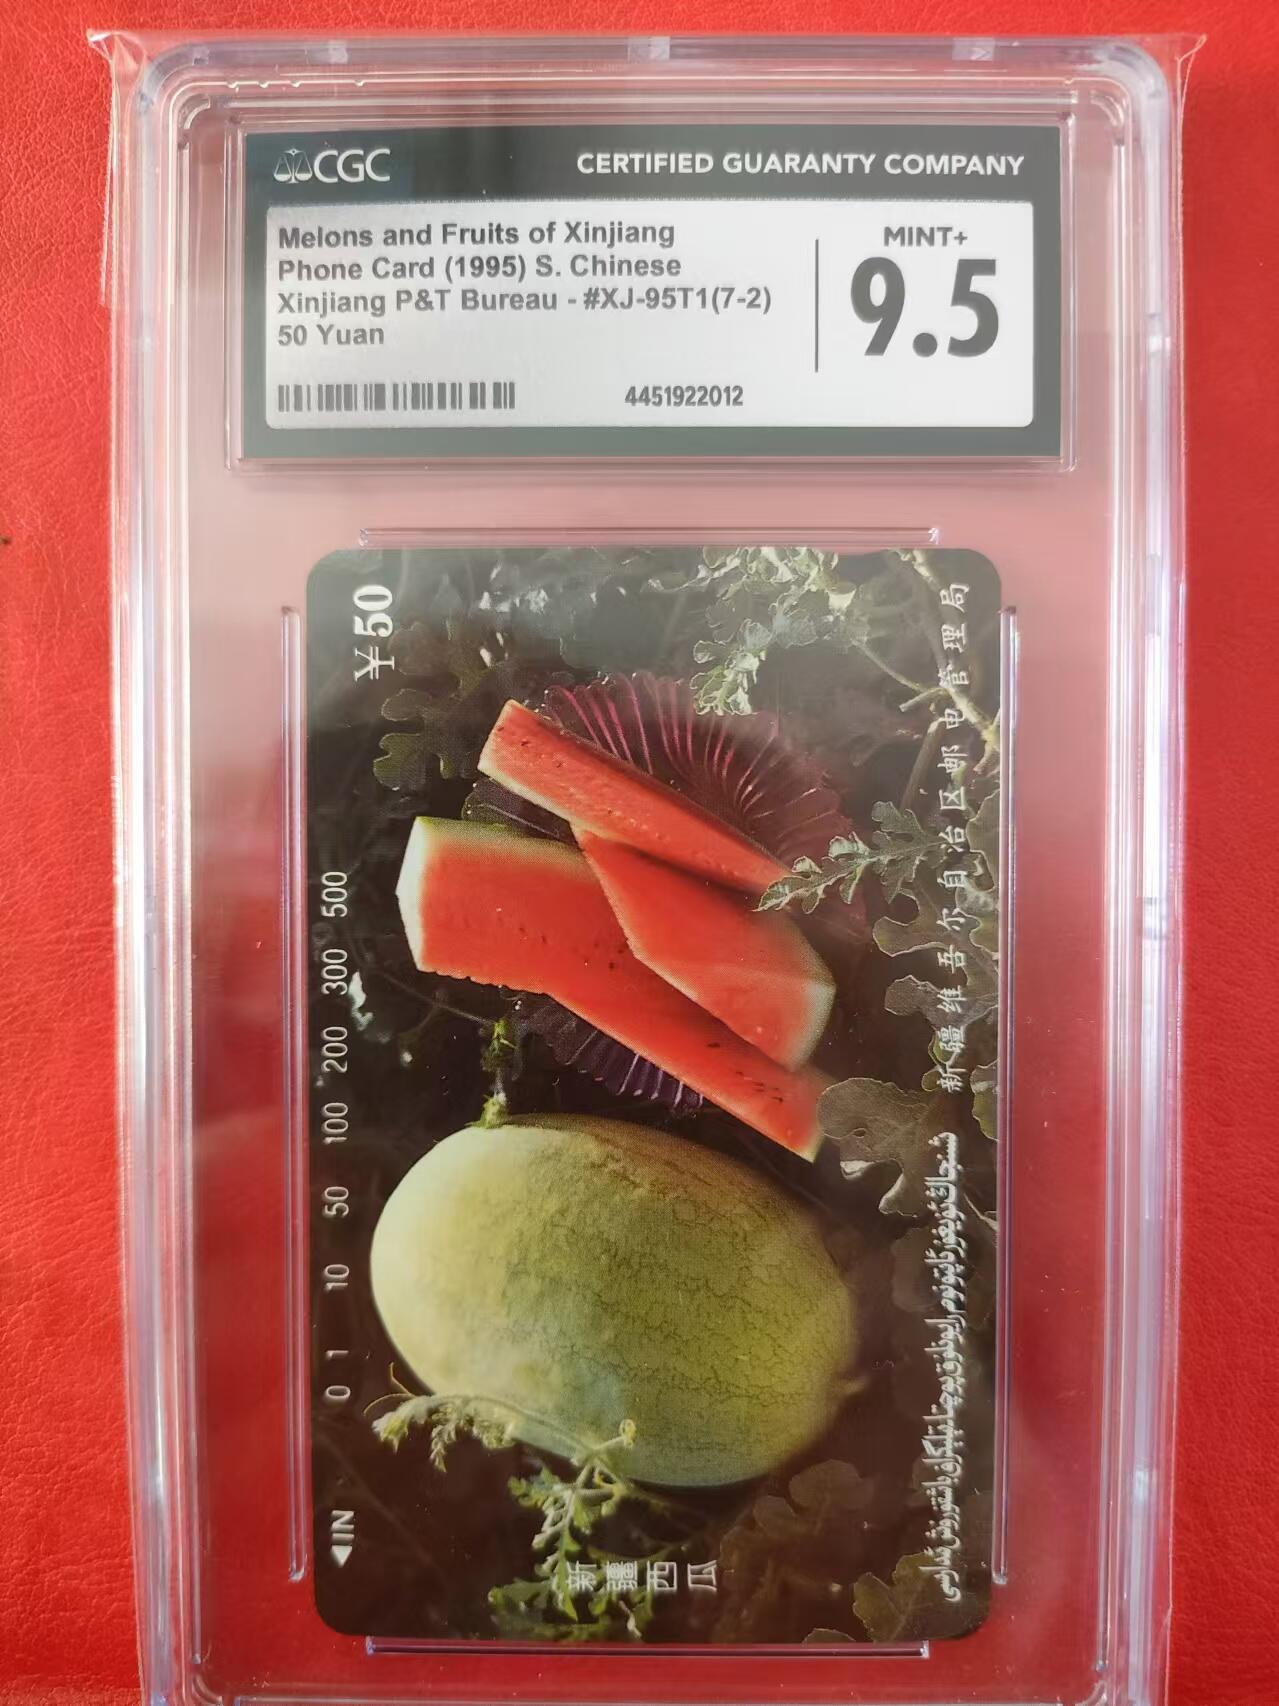 CGC
CERTIFIED GUARANTY COMPANY
Melons and Fruits of Xinjiang
Phone Card (1995) S. Chinese
Xinjiang P&T Bureau - #XJ-95T1(7-2)
50 Yuan
MINT+
9.5
4451922012
¥50
IN 0 1 10 50 100 200 300 500
新疆西瓜
新疆维吾尔自治区邮电管理局